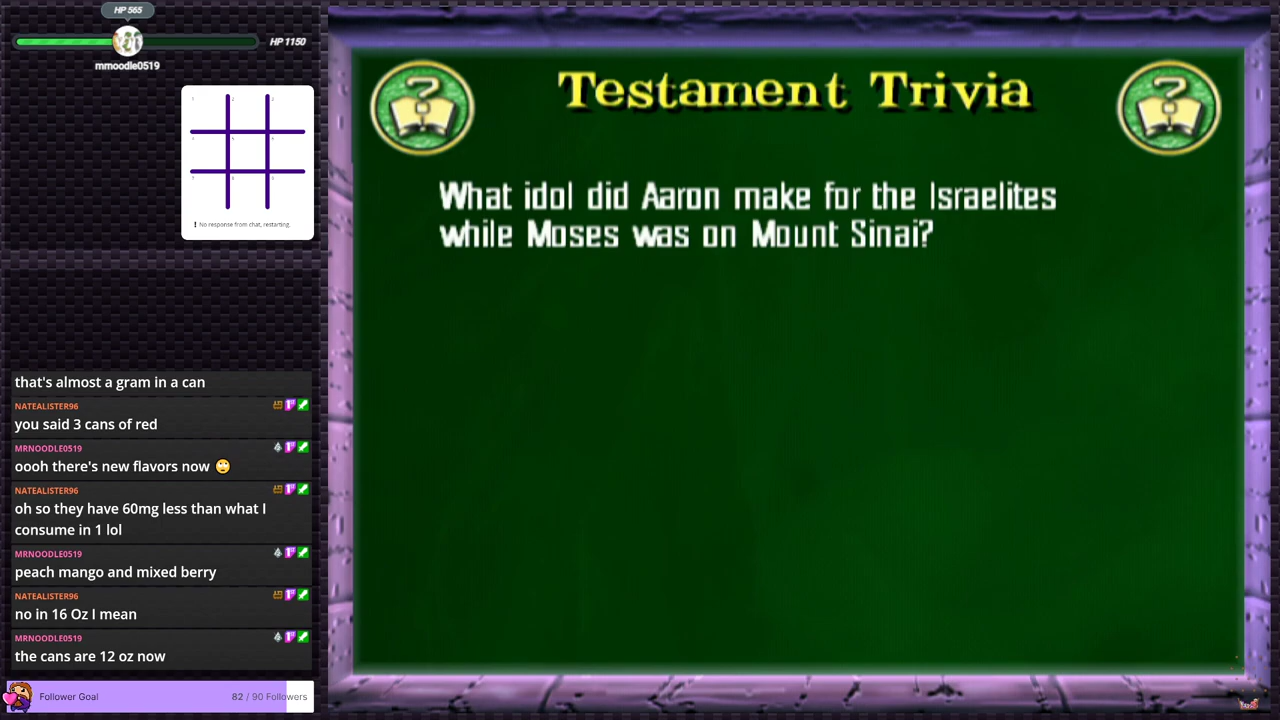 HP 565
HP 1150
mmoodle0519
! No response from chat, restarting.
that's almost a gram in a can
NATEALISTER96
you said 3 cans of red
MRNOODLE0519
oooh there's new flavors now 🙄
NATEALISTER96
oh so they have 60mg less than what I
consume in 1 lol
MRNOODLE0519
peach mango and mixed berry
NATEALISTER96
no in 16 Oz I mean
MRNOODLE0519
the cans are 12 oz now
Follower Goal
82 / 90 Followers
Testament Trivia
What idol did Aaron make for the Israelites
while Moses was on Mount Sinai?